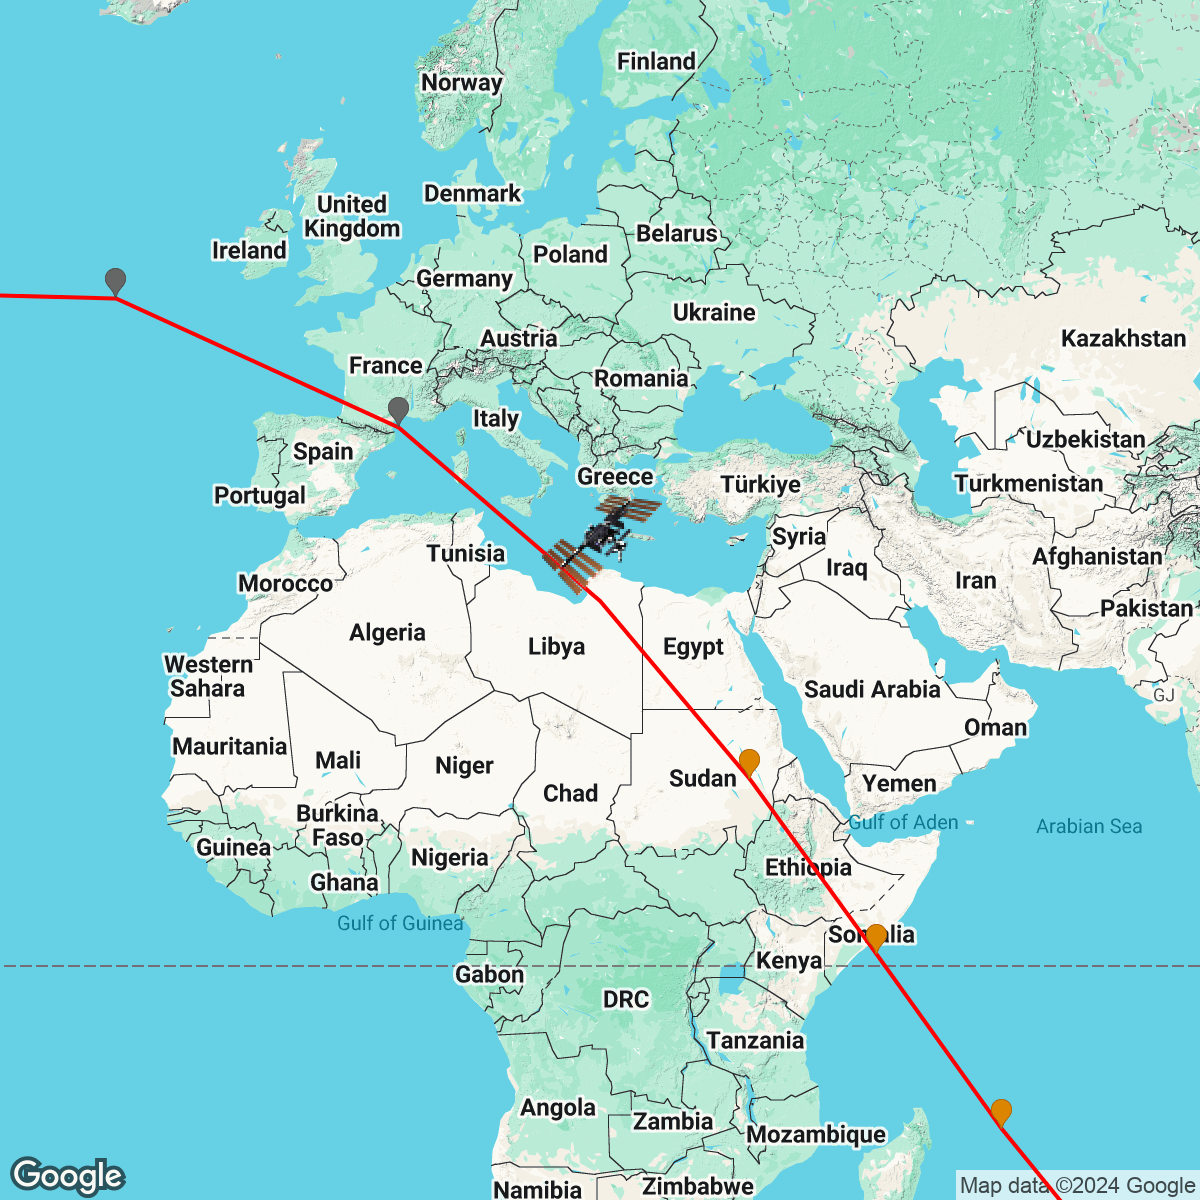 Finland
Norway
Denmark
United
Kingdom
Ireland
Belarus
Poland
Germany
Ukraine
Austria
Kazakhstan
France
Romania
Italy
Uzbekistan
Spain
Greece
Türkiye
Turkmenistan
Portugal
Syria
Tunisia
Afghanistan
Iraq
Iran
Morocco
Pakistan
Algeria
Libya
Egypt
Western
Sahara
Saudi Arabia
GJ
Oman
Mauritania
Mali
Niger
Sudan
Yemen
Chad
Burkina
Faso
Gulf of Aden
Arabian Sea
Guinea
Nigeria
Ethiopia
Ghana
Gulf of Guinea
Somalia
Kenya
Gabon
DRC
Tanzania
Angola
Zambia
Mozambique
Google
Namibia
Zimbabwe
Map data ©2024 Google